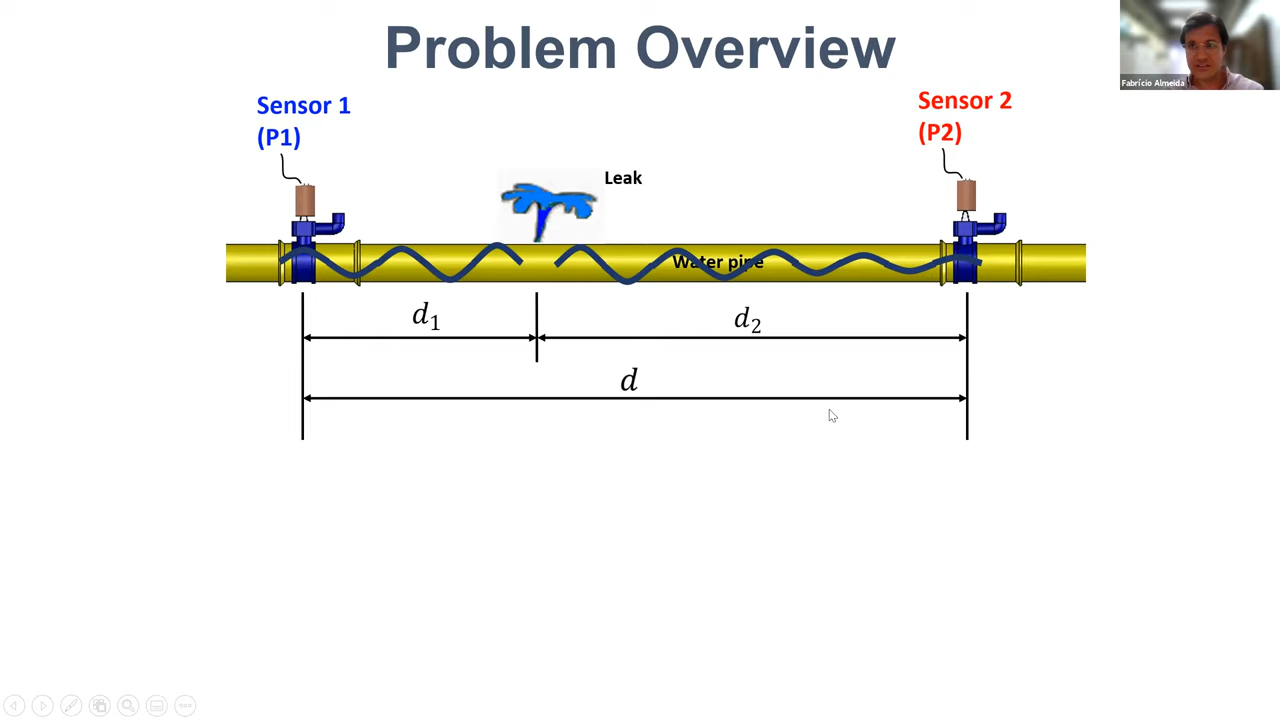 Problem Overview
Fabrício Almeida
Sensor 1
(P1)
Sensor 2
(P2)
Leak
Water pipe
d₁
d₂
d